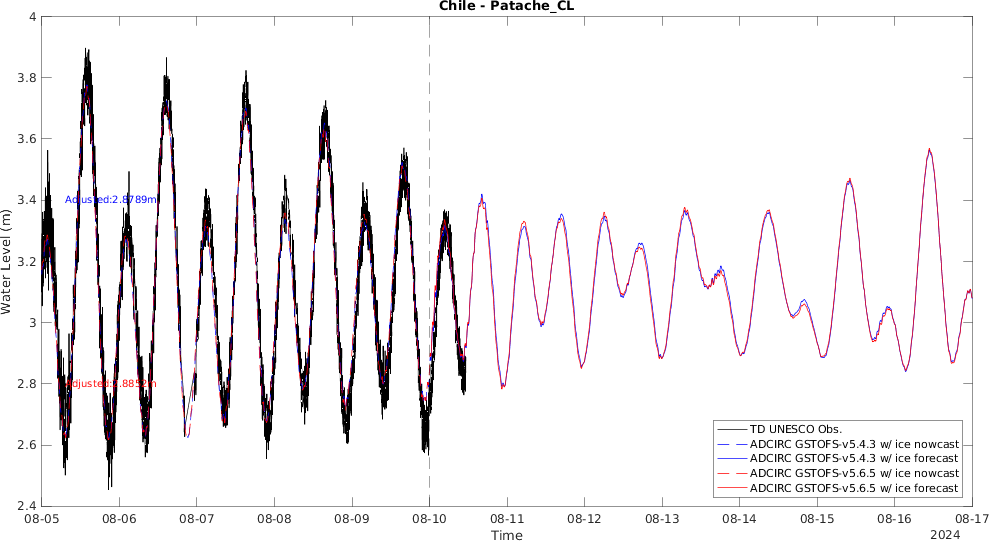 Chile - Patache_CL
4
3.8
3.6
3.4
3.2
3
2.8
2.6
2.4
Water Level (m)
Adjusted:2.8789m
Adjusted:2.8852m
TD UNESCO Obs.
ADCIRC GSTOFS-v5.4.3 w/ ice nowcast
ADCIRC GSTOFS-v5.4.3 w/ ice forecast
ADCIRC GSTOFS-v5.6.5 w/ ice nowcast
ADCIRC GSTOFS-v5.6.5 w/ ice forecast
08-05 08-06 08-07 08-08 08-09 08-10 08-11 08-12 08-13 08-14 08-15 08-16 08-17
Time
2024